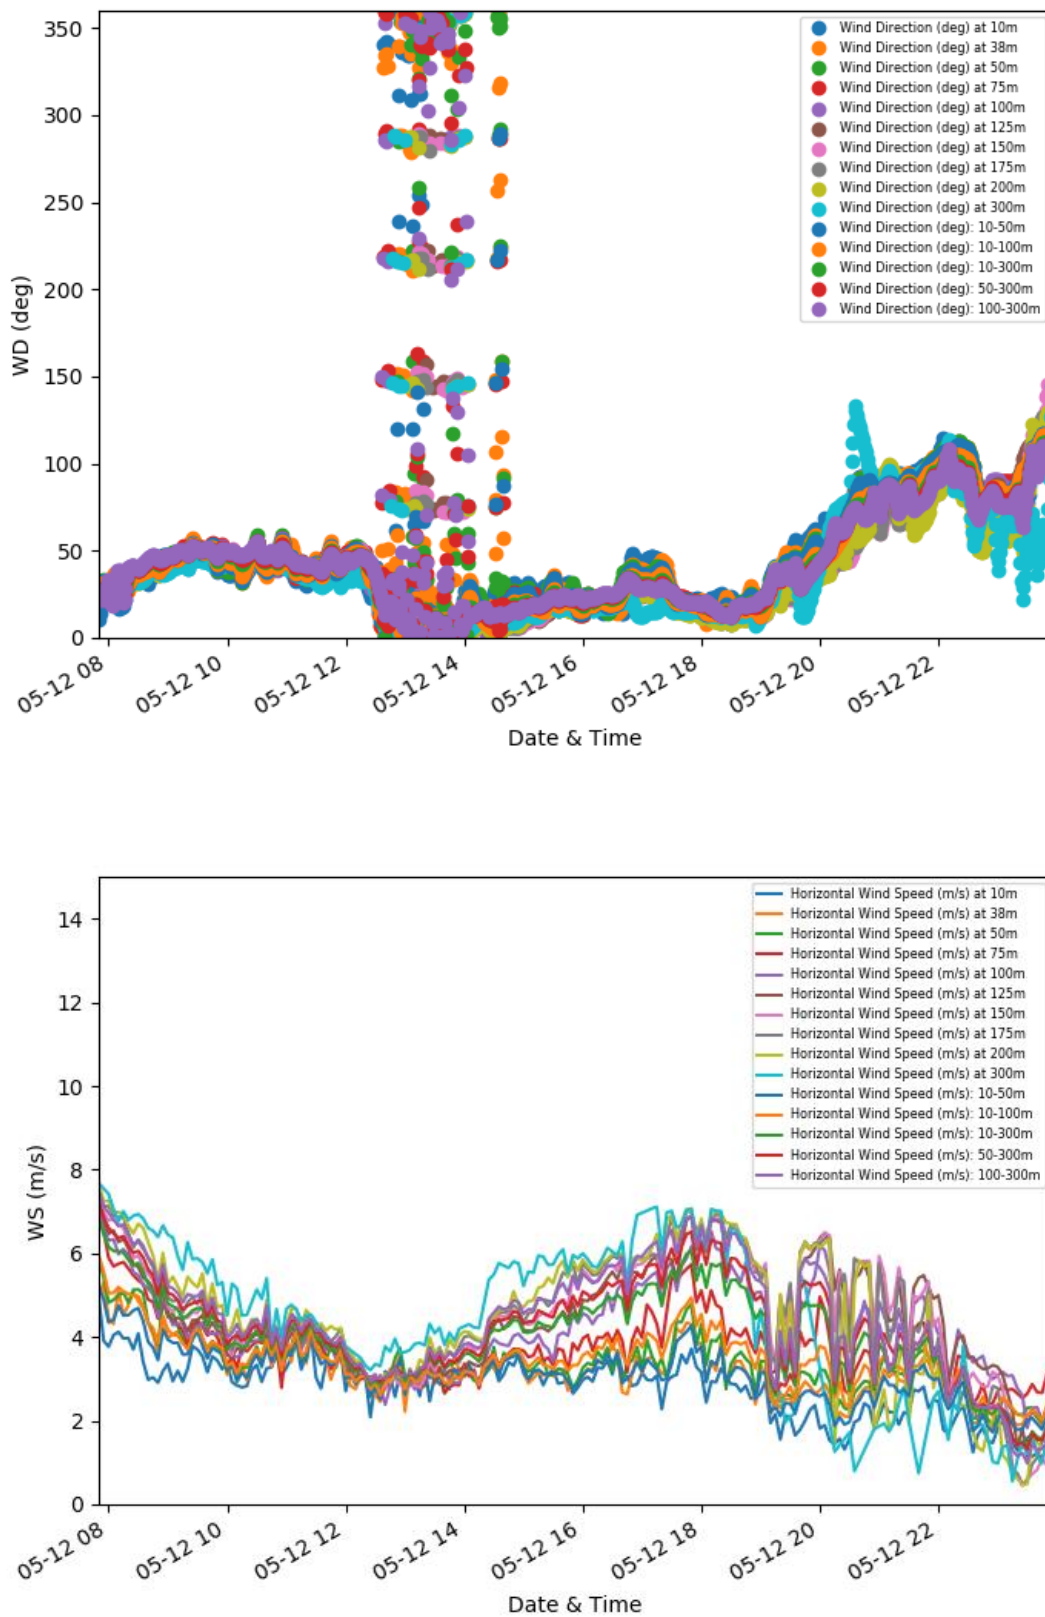 350
300
250
200
150
100
50
0
WD (deg)
Wind Direction (deg) at 10m
Wind Direction (deg) at 38m
Wind Direction (deg) at 50m
Wind Direction (deg) at 75m
Wind Direction (deg) at 100m
Wind Direction (deg) at 125m
Wind Direction (deg) at 150m
Wind Direction (deg) at 175m
Wind Direction (deg) at 200m
Wind Direction (deg) at 300m
Wind Direction (deg): 10-50m
Wind Direction (deg): 10-100m
Wind Direction (deg): 10-300m
Wind Direction (deg): 50-300m
Wind Direction (deg): 100-300m
05-12 08
05-12 10
05-12 12
05-12 14
05-12 16
05-12 18
05-12 20
05-12 22
Date & Time
14
12
10
8
6
4
2
0
WS (m/s)
Horizontal Wind Speed (m/s) at 10m
Horizontal Wind Speed (m/s) at 38m
Horizontal Wind Speed (m/s) at 50m
Horizontal Wind Speed (m/s) at 75m
Horizontal Wind Speed (m/s) at 100m
Horizontal Wind Speed (m/s) at 125m
Horizontal Wind Speed (m/s) at 150m
Horizontal Wind Speed (m/s) at 175m
Horizontal Wind Speed (m/s) at 200m
Horizontal Wind Speed (m/s) at 300m
Horizontal Wind Speed (m/s): 10-50m
Horizontal Wind Speed (m/s): 10-100m
Horizontal Wind Speed (m/s): 10-300m
Horizontal Wind Speed (m/s): 50-300m
Horizontal Wind Speed (m/s): 100-300m
05-12 08
05-12 10
05-12 12
05-12 14
05-12 16
05-12 18
05-12 20
05-12 22
Date & Time